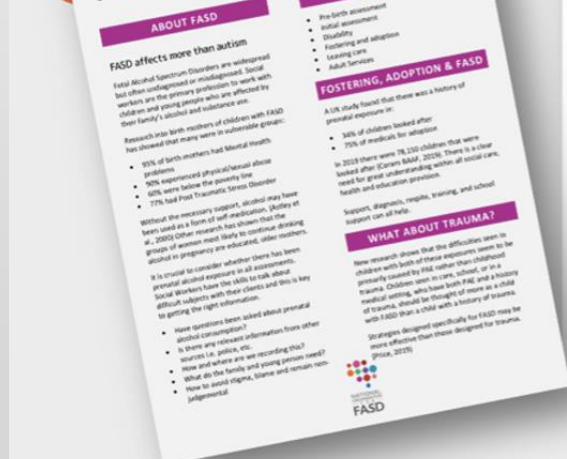 ABOUT FASD
FASD affects more than autism
Fetal Alcohol Spectrum Disorders are widespread
but often undiagnosed or misdiagnosed. Social
workers are the primary profession to work with
children and young people who are affected by
their family's alcohol and substance use.
Research into birth mothers of children with FASD
has showed that many were in vulnerable groups:
• 95% of birth mothers had Mental Health
problems
• 90% experienced physical/sexual abuse
• 60% were below the poverty line
• 77% had Post Traumatic Stress Disorder
Without the necessary support, alcohol may have
been used as a form of self-medication, (Astley et
al., 2000) Other research has shown that the
groups of women most likely to continue drinking
alcohol in pregnancy are educated, older mothers.
It is crucial to consider whether there has been
prenatal alcohol exposure in all assessments.
Social Workers have the skills to talk about
difficult subjects with their clients and this is key
to getting the right information.
• Have questions been asked about prenatal
alcohol consumption?
• Is there any relevant information from other
sources i.e. police, etc.
• How and where are we recording this?
• What do the family and young person need?
• How to avoid stigma, blame and remain non-
judgemental
• Pre-birth assessment
• Initial assessment
• Disability
• Fostering and adoption
• Leaving care
• Adult Services
FOSTERING, ADOPTION & FASD
A UK study found that there was a history of
prenatal exposure in:
• 34% of children looked after
• 75% of medicals for adoption
In 2019 there were 78,150 children that were
looked after (Coram BAAF, 2019). There is a clear
need for great understanding within all social care,
health and education provision.
Support, diagnosis, respite, training, and school
support can all help.
WHAT ABOUT TRAUMA?
New research shows that the difficulties seen in
children with both of these exposures seem to be
primarily caused by PAE rather than childhood
trauma. Children seen in care, school, or in a
medical setting, who have both PAE and a history
of trauma, should be thought of more as a child
with FASD than a child with a history of trauma.
Strategies designed specifically for FASD may be
more effective than those designed for trauma.
(Price, 2019)
NATIONAL
FASD